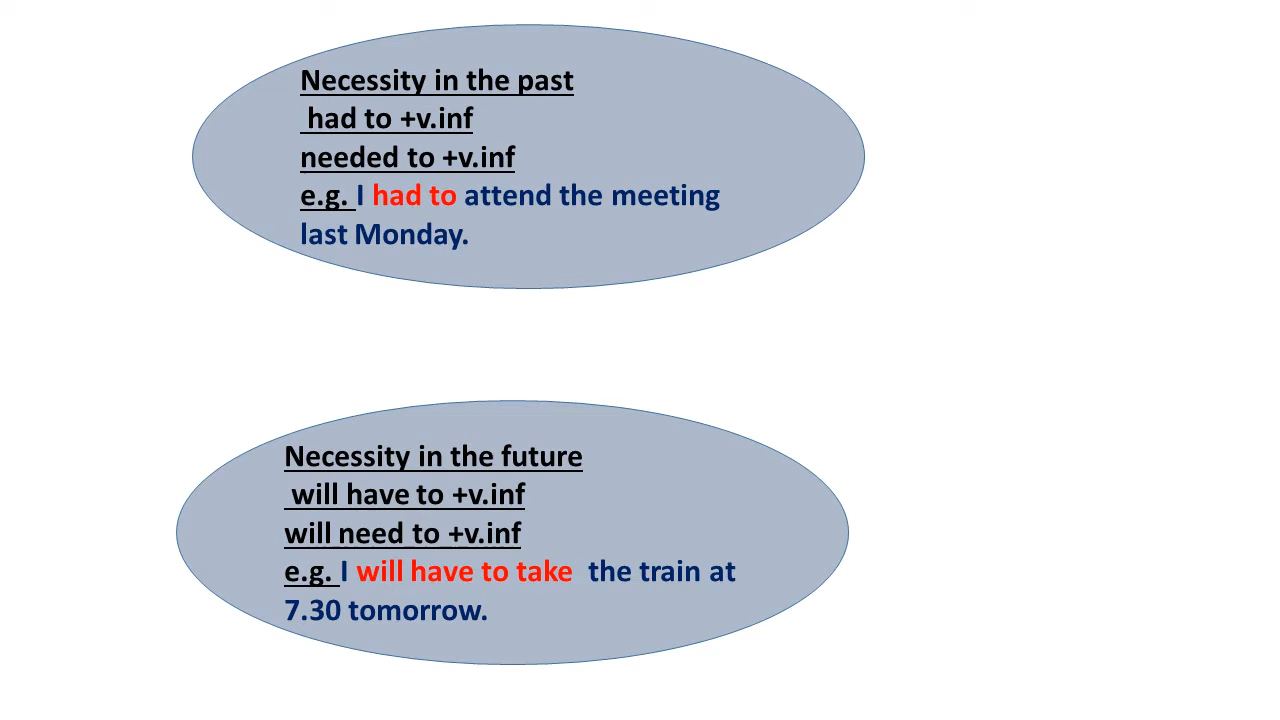 Necessity in the past
had to +v.inf
needed to +v.inf
e.g. I had to attend the meeting
last Monday.
Necessity in the future
will have to +v.inf
will need to +v.inf
e.g. I will have to take the train at
7.30 tomorrow.